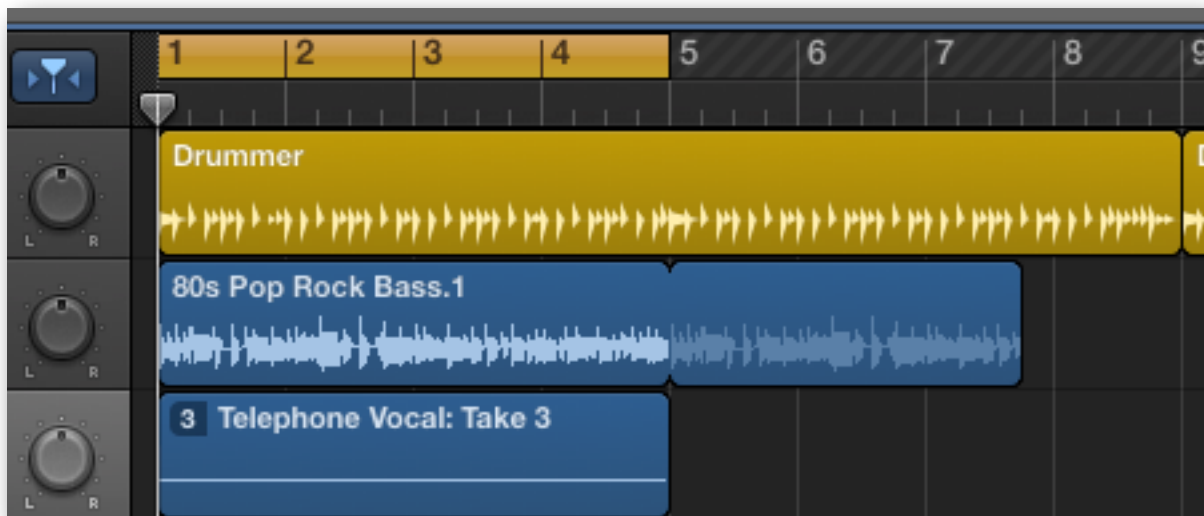 1 2 3 4 5 6 7 8 9
Drummer D
L R
80s Pop Rock Bass.1
L R
3 Telephone Vocal: Take 3
L R